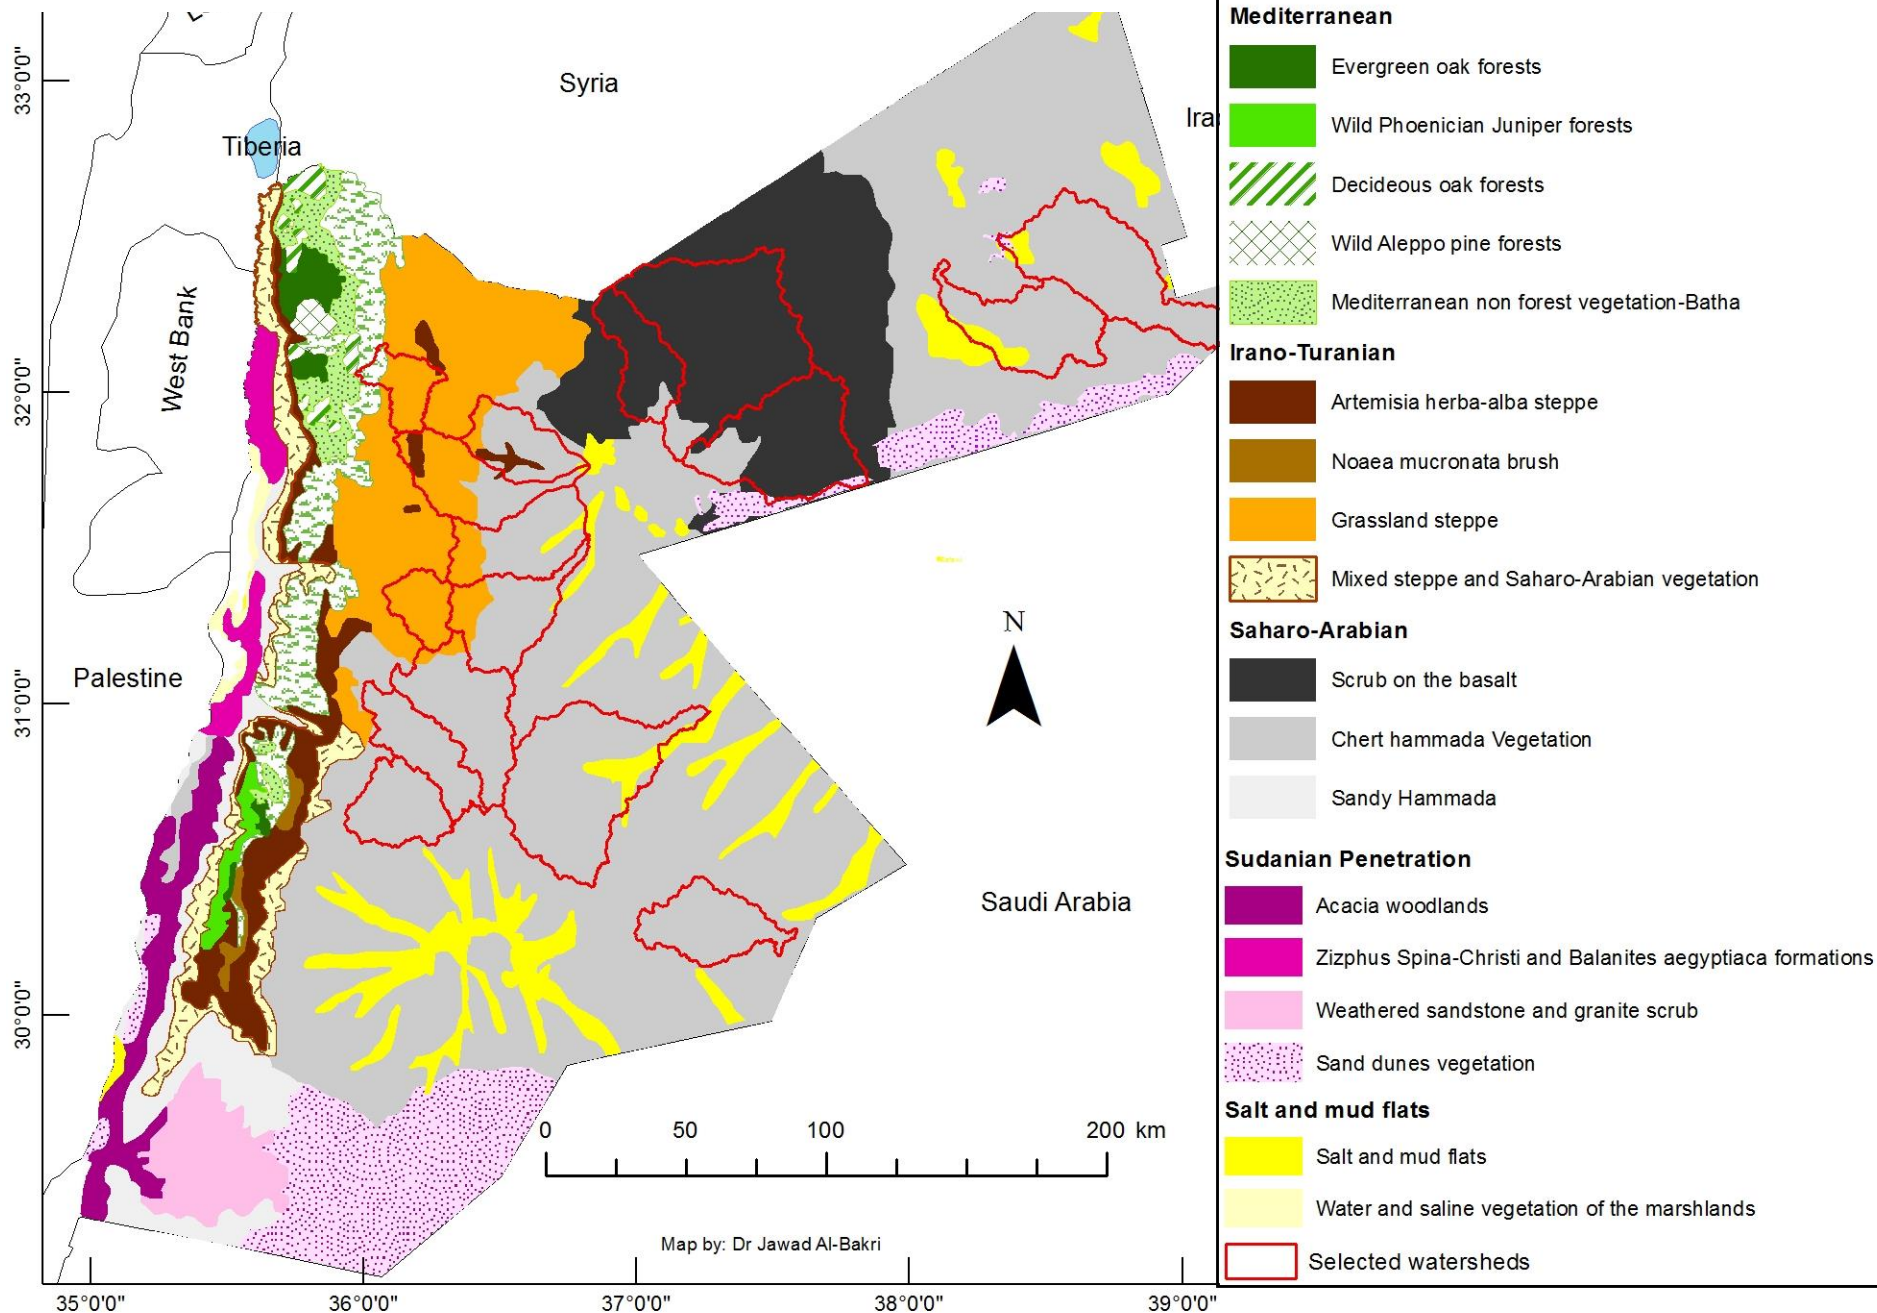 Syria
Ira
Tiberia
West Bank
Palestine
Saudi Arabia
N
0 50 100 200 km
Map by: Dr Jawad Al-Bakri
33°0'0"
32°0'0"
31°0'0"
30°0'0"
35°0'0" 36°0'0" 37°0'0" 38°0'0" 39°0'0"
Mediterranean
Evergreen oak forests
Wild Phoenician Juniper forests
Decideous oak forests
Wild Aleppo pine forests
Mediterranean non forest vegetation-Batha
Irano-Turanian
Artemisia herba-alba steppe
Noaea mucronata brush
Grassland steppe
Mixed steppe and Saharo-Arabian vegetation
Saharo-Arabian
Scrub on the basalt
Chert hammada Vegetation
Sandy Hammada
Sudanian Penetration
Acacia woodlands
Zizphus Spina-Christi and Balanites aegyptiaca formations
Weathered sandstone and granite scrub
Sand dunes vegetation
Salt and mud flats
Salt and mud flats
Water and saline vegetation of the marshlands
Selected watersheds